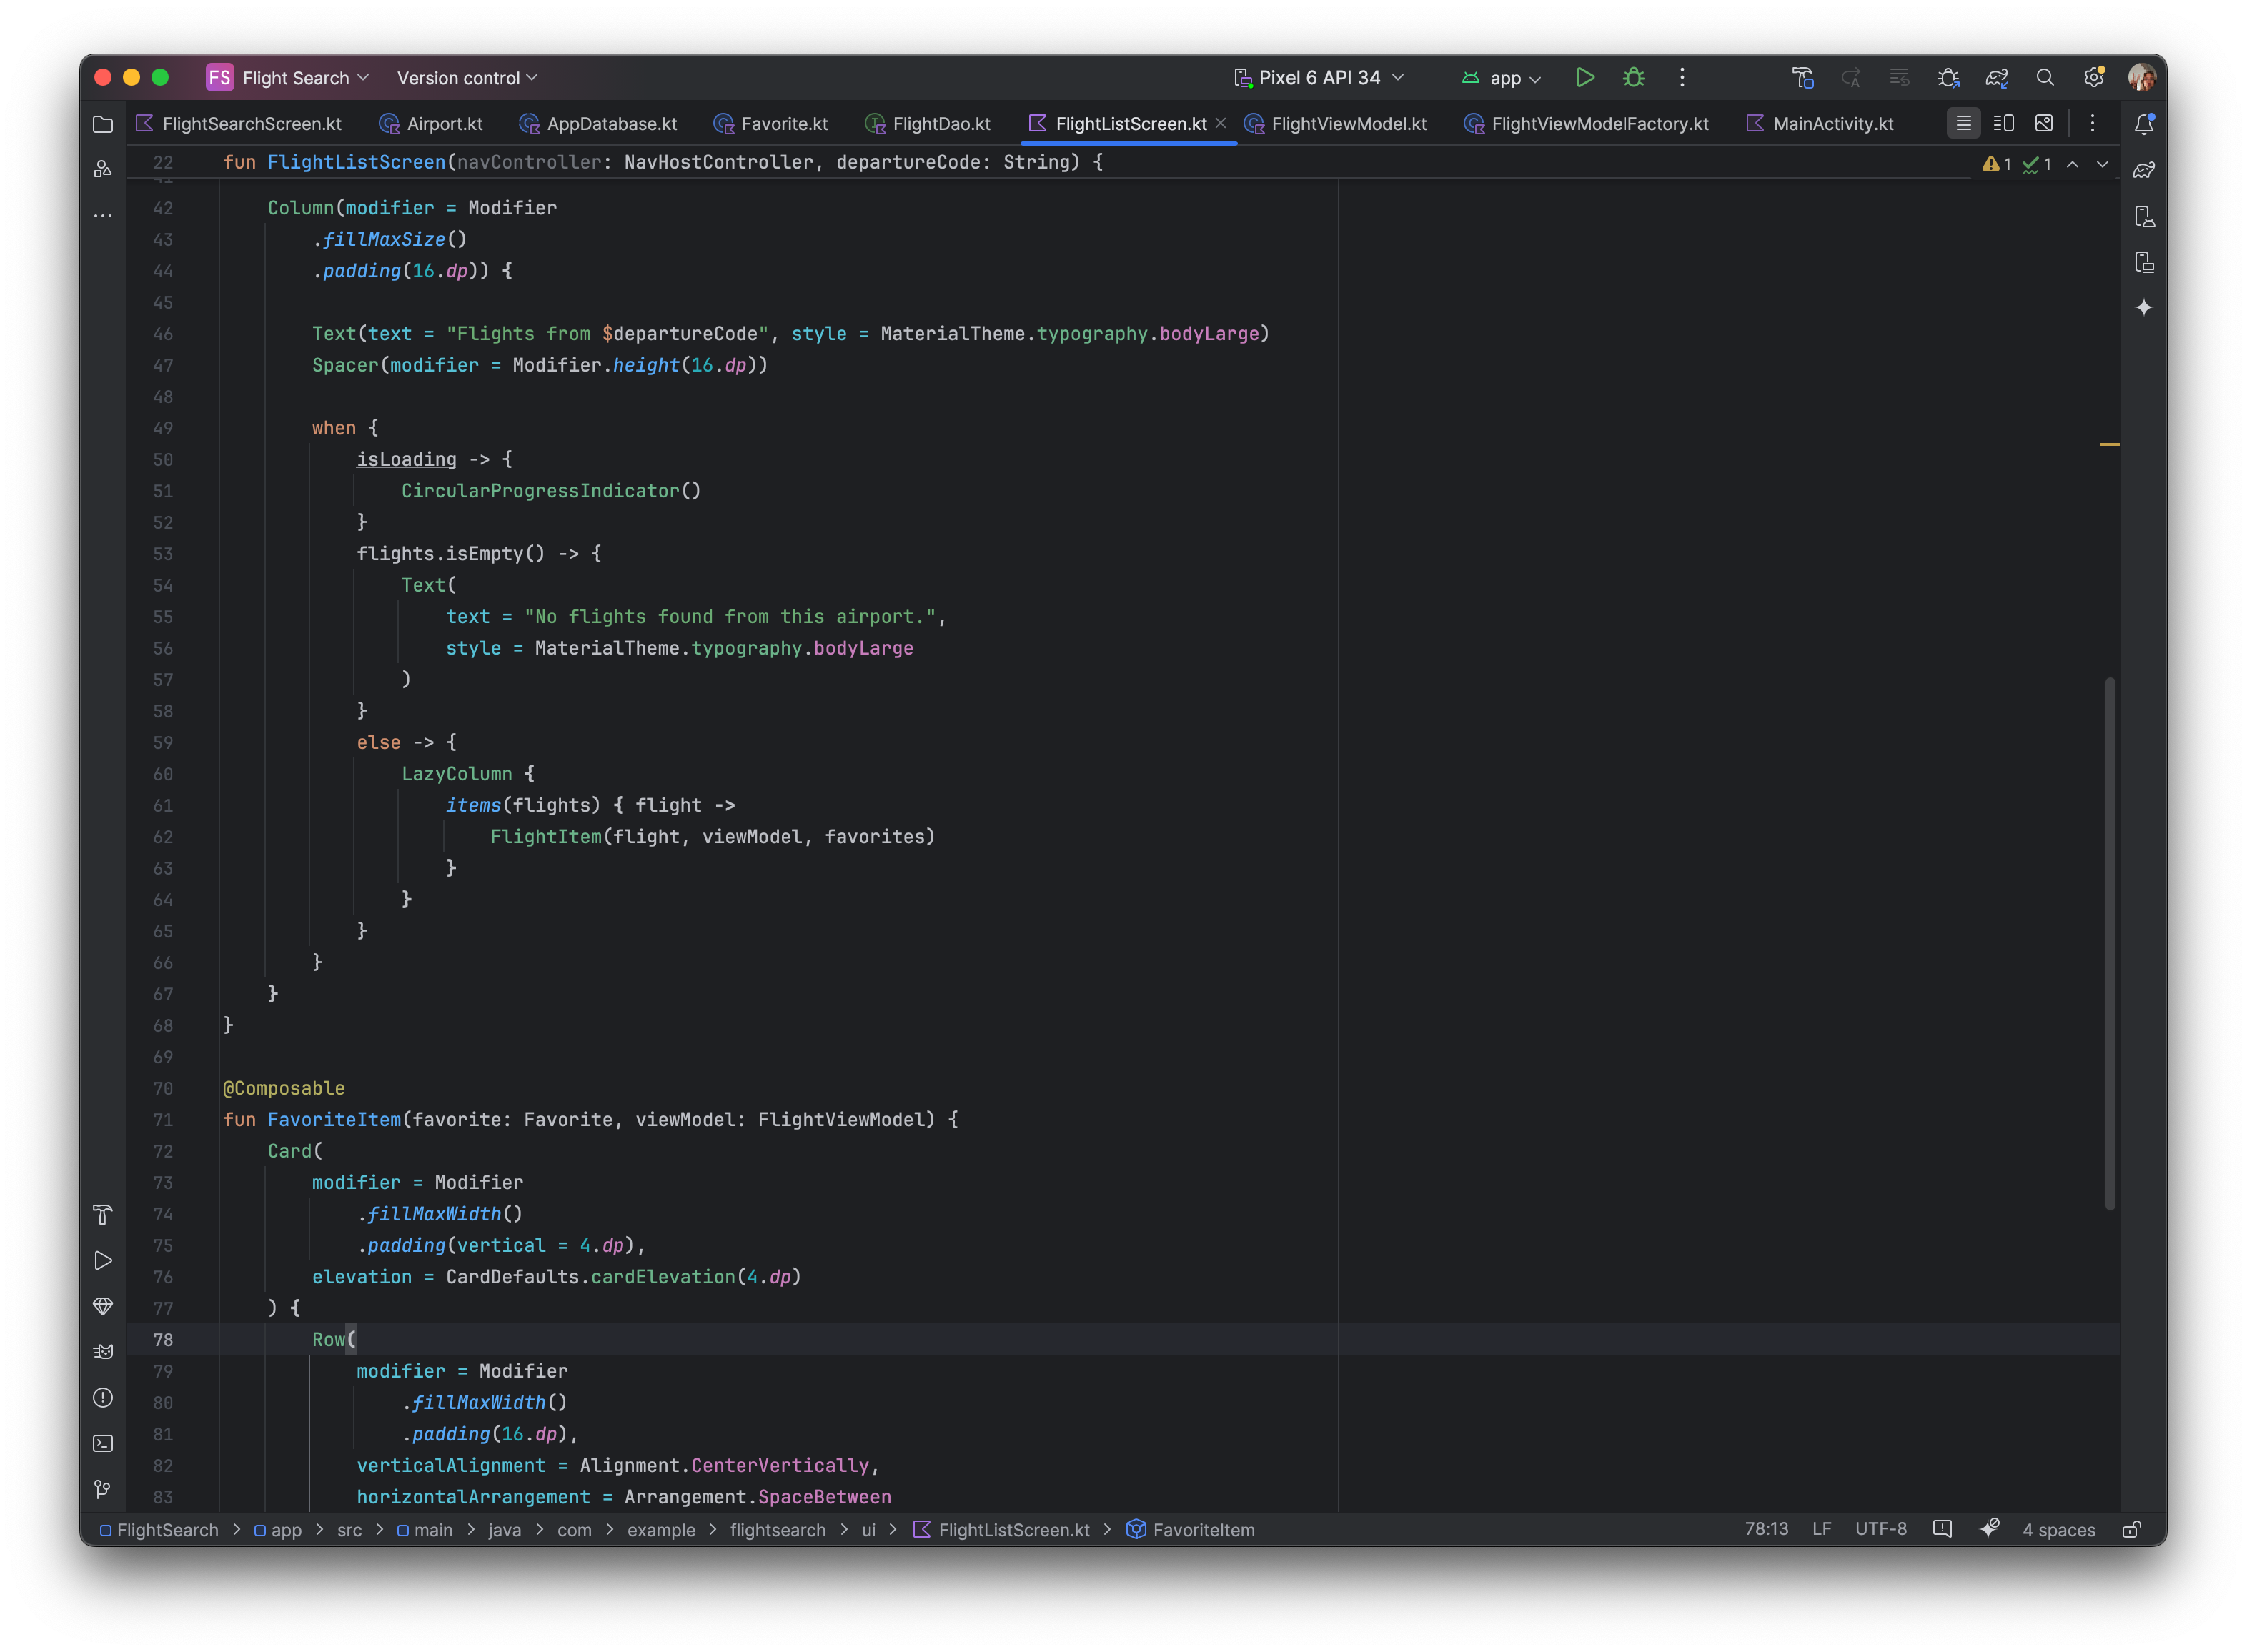 FS Flight Search Version control Pixel 6 API 34 app
FlightSearchScreen.kt Airport.kt AppDatabase.kt Favorite.kt FlightDao.kt FlightListScreen.kt FlightViewModel.kt FlightViewModelFactory.kt MainActivity.kt
22 fun FlightListScreen(navController: NavHostController, departureCode: String) { 1 1
42 Column(modifier = Modifier
43 .fillMaxSize()
44 .padding(16.dp)) {
45
46 Text(text = "Flights from $departureCode", style = MaterialTheme.typography.bodyLarge)
47 Spacer(modifier = Modifier.height(16.dp))
48
49 when {
50 isLoading -> {
51 CircularProgressIndicator()
52 }
53 flights.isEmpty() -> {
54 Text(
55 text = "No flights found from this airport.",
56 style = MaterialTheme.typography.bodyLarge
57 )
58 }
59 else -> {
60 LazyColumn {
61 items(flights) { flight ->
62 FlightItem(flight, viewModel, favorites)
63 }
64 }
65 }
66 }
67 }
68 }
69
70 @Composable
71 fun FavoriteItem(favorite: Favorite, viewModel: FlightViewModel) {
72 Card(
73 modifier = Modifier
74 .fillMaxWidth()
75 .padding(vertical = 4.dp),
76 elevation = CardDefaults.cardElevation(4.dp)
77 ) {
78 Row(
79 modifier = Modifier
80 .fillMaxWidth()
81 .padding(16.dp),
82 verticalAlignment = Alignment.CenterVertically,
83 horizontalArrangement = Arrangement.SpaceBetween
FlightSearch > app > src > main > java > com > example > flightsearch > ui > FlightListScreen.kt > FavoriteItem 78:13 LF UTF-8 4 spaces